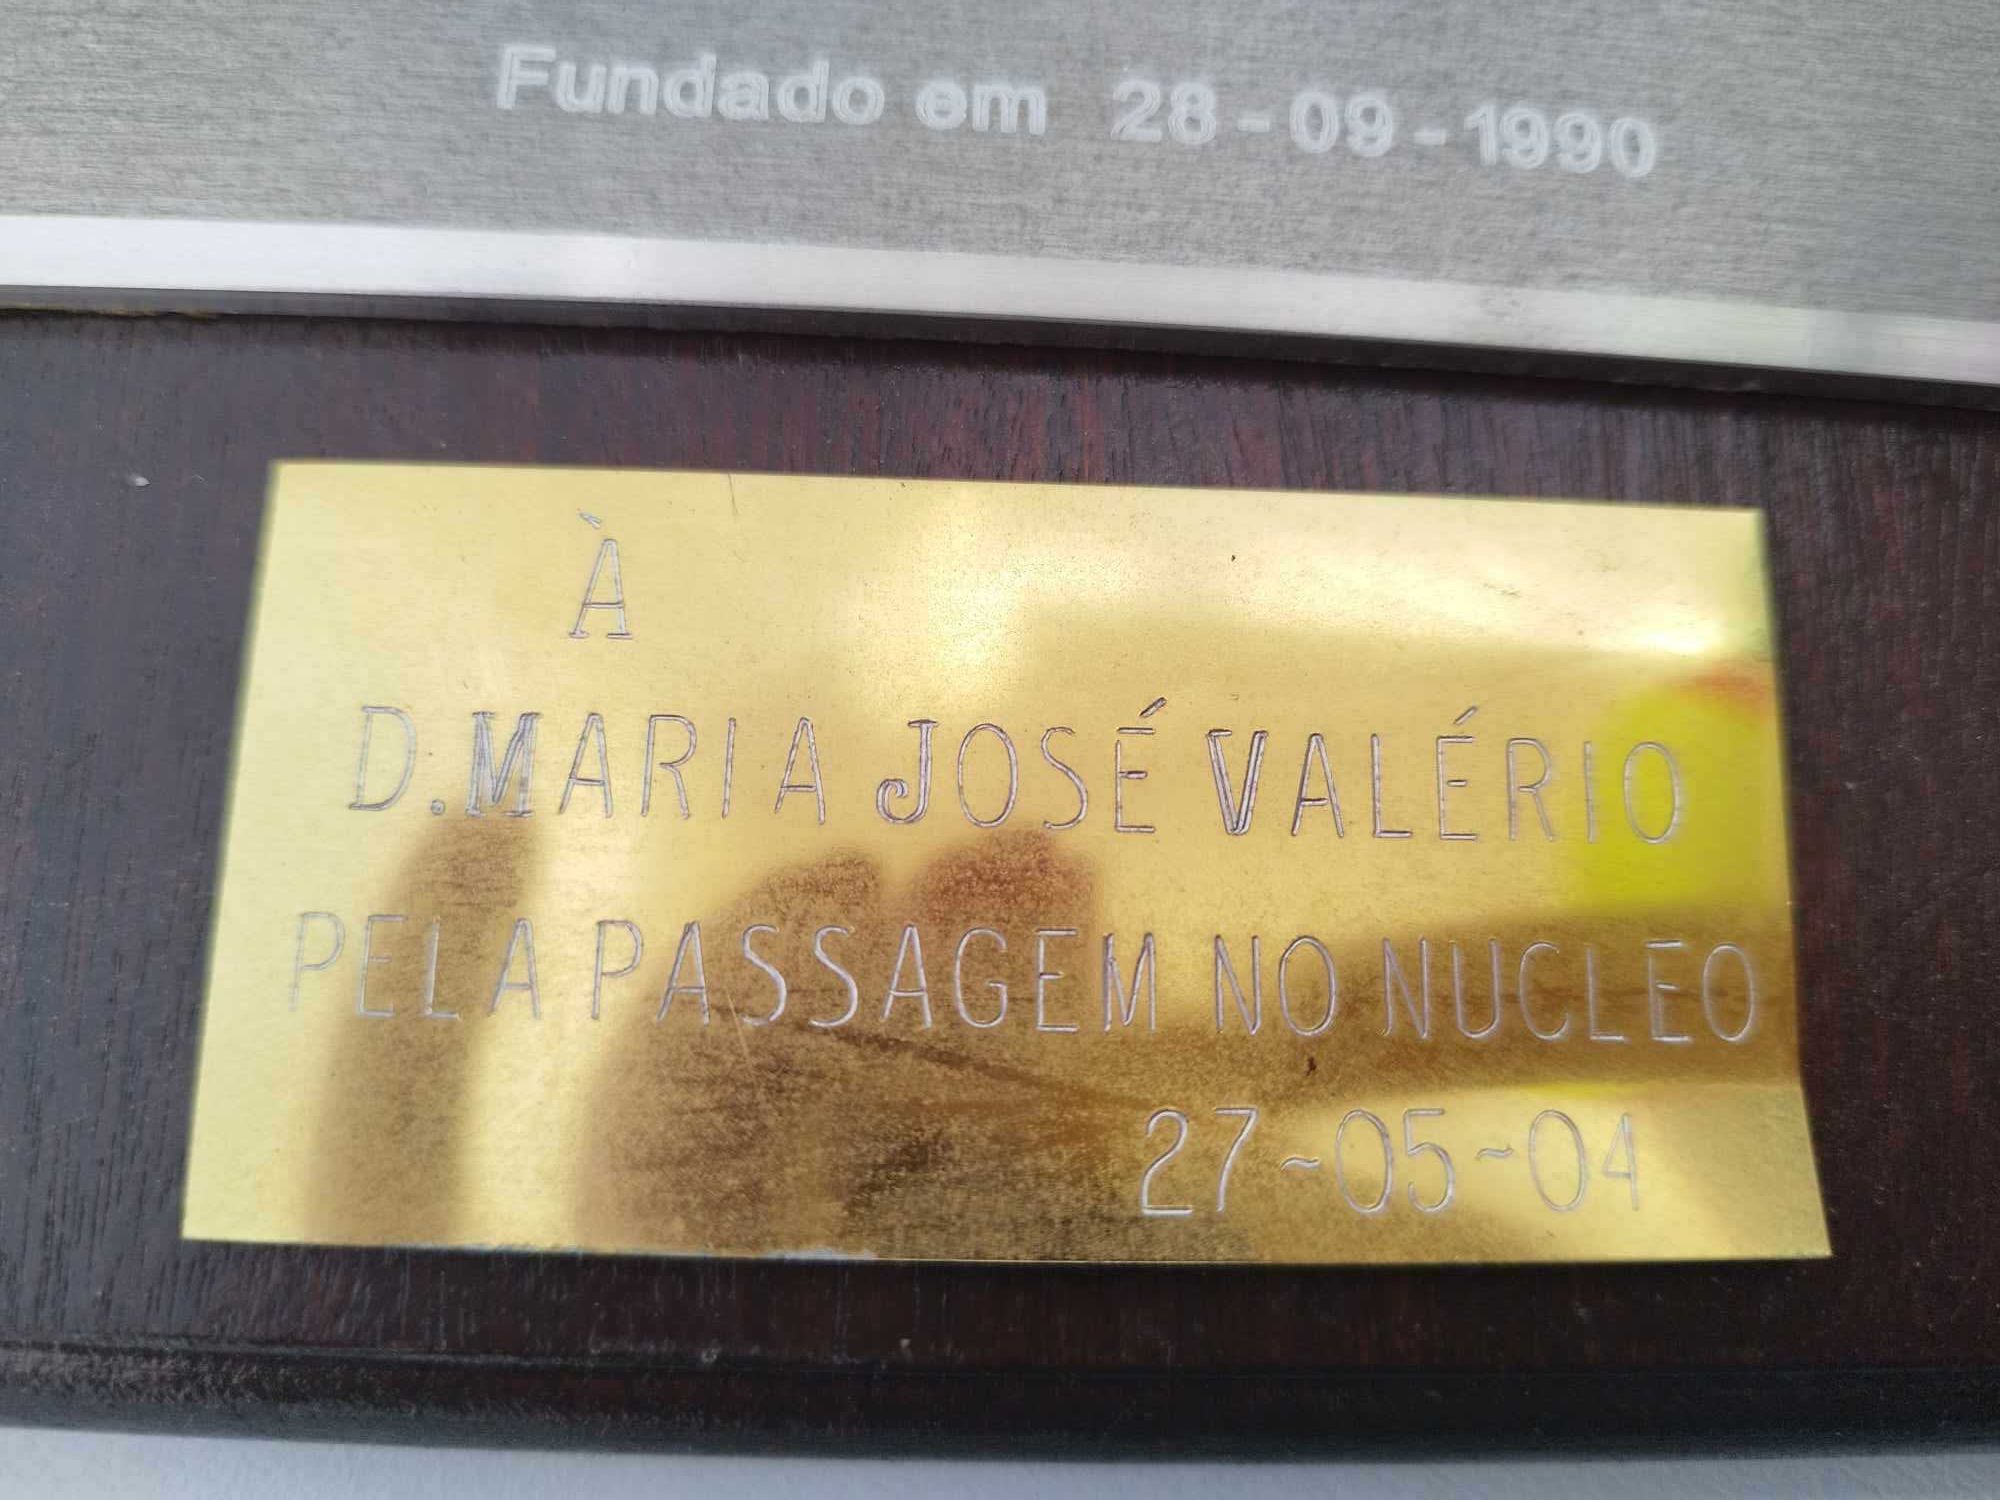 Fundado em 28-09-1990
À
D. MARIA JOSÉ VALÉRIO
PELA PASSAGEM NO NUCLEO
27-05-04